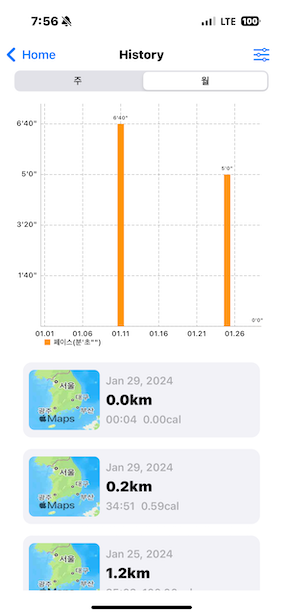 7:56 LTE 100
Home History
주 월
6'40"
6'40"
5'0"
5'0"
3'20"
1'40"
0'0"
01.01 01.06 01.11 01.16 01.21 01.26
페이스(분'초"")
Jan 29, 2024
서울
0.0km
대구
광주 부산
Maps
00:04 0.00cal
Jan 29, 2024
서울
0.2km
대구
광주 부산
Maps
34:51 0.59cal
Jan 25, 2024
서울
1.2km
대구
광주 부산